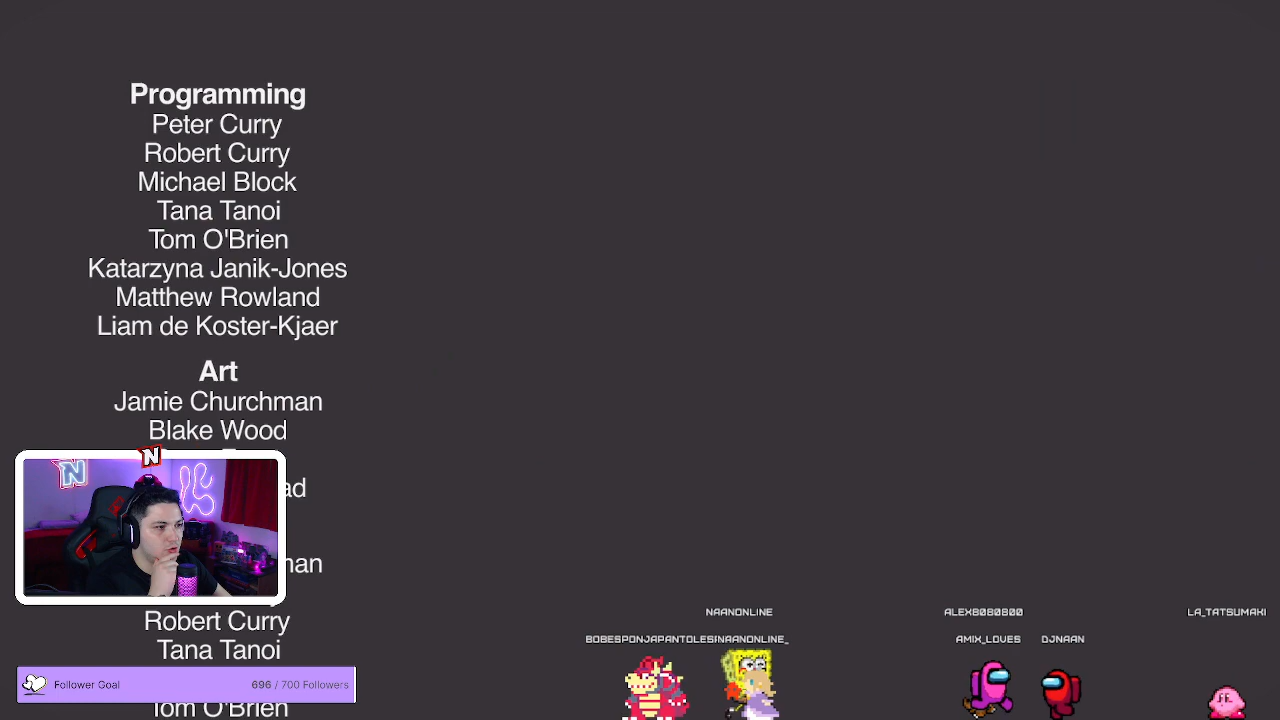 Programming
Peter Curry
Robert Curry
Michael Block
Tana Tanoi
Tom O'Brien
Katarzyna Janik-Jones
Matthew Rowland
Liam de Koster-Kjaer
Art
Jamie Churchman
Blake Wood
N
N
Robert Curry
Tana Tanoi
Follower Goal
696 / 700 Followers
Tom O'Brien
NAANONLINE
ALEX8080800
LA_TATSUMAKI
AMIX_LOVES
DJNAAN